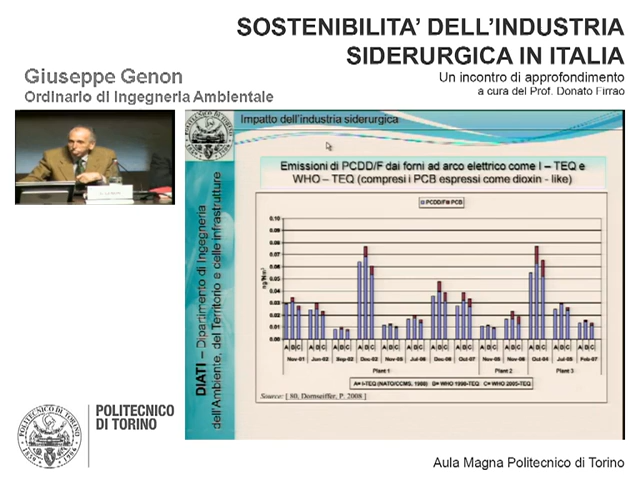 SOSTENIBILITA' DELL'INDUSTRIA
SIDERURGICA IN ITALIA
Un incontro di approfondimento
a cura del Prof. Donato Firrao
Giuseppe Genon
Ordinario di Ingegneria Ambientale
Impatto dell'industria siderurgica
Emissioni di PCDD/F dai forni ad arco elettrico come I – TEQ e
WHO – TEQ (compresi i PCB espressi come dioxin - like)
DIATI – Dipartimento di Ingegneria
dell'Ambiente, del Territorio e delle infrastrutture
PCDD/F PCB
ng/Nm³
0.10
0.09
0.08
0.07
0.06
0.05
0.04
0.03
0.02
0.01
0.00
A B C A B C A B C A B C A B C A B C A B C A B C A B C A B C A B C A B C A B C
Nov-01 Jun-02 Sep-02 Dec-02 Nov-05 Jul-06 Dec-06 Oct-07 Nov-05 Nov-06 Oct-04 Jul-05 Feb-07
Plant 1 Plant 2 Plant 3
A= I-TEQ (NATO/CCMS, 1988) B= WHO 1998-TEQ C= WHO 2005-TEQ
Source: [ 80, Dornseiffer, P. 2008 ]
POLITECNICO
DI TORINO
Aula Magna Politecnico di Torino